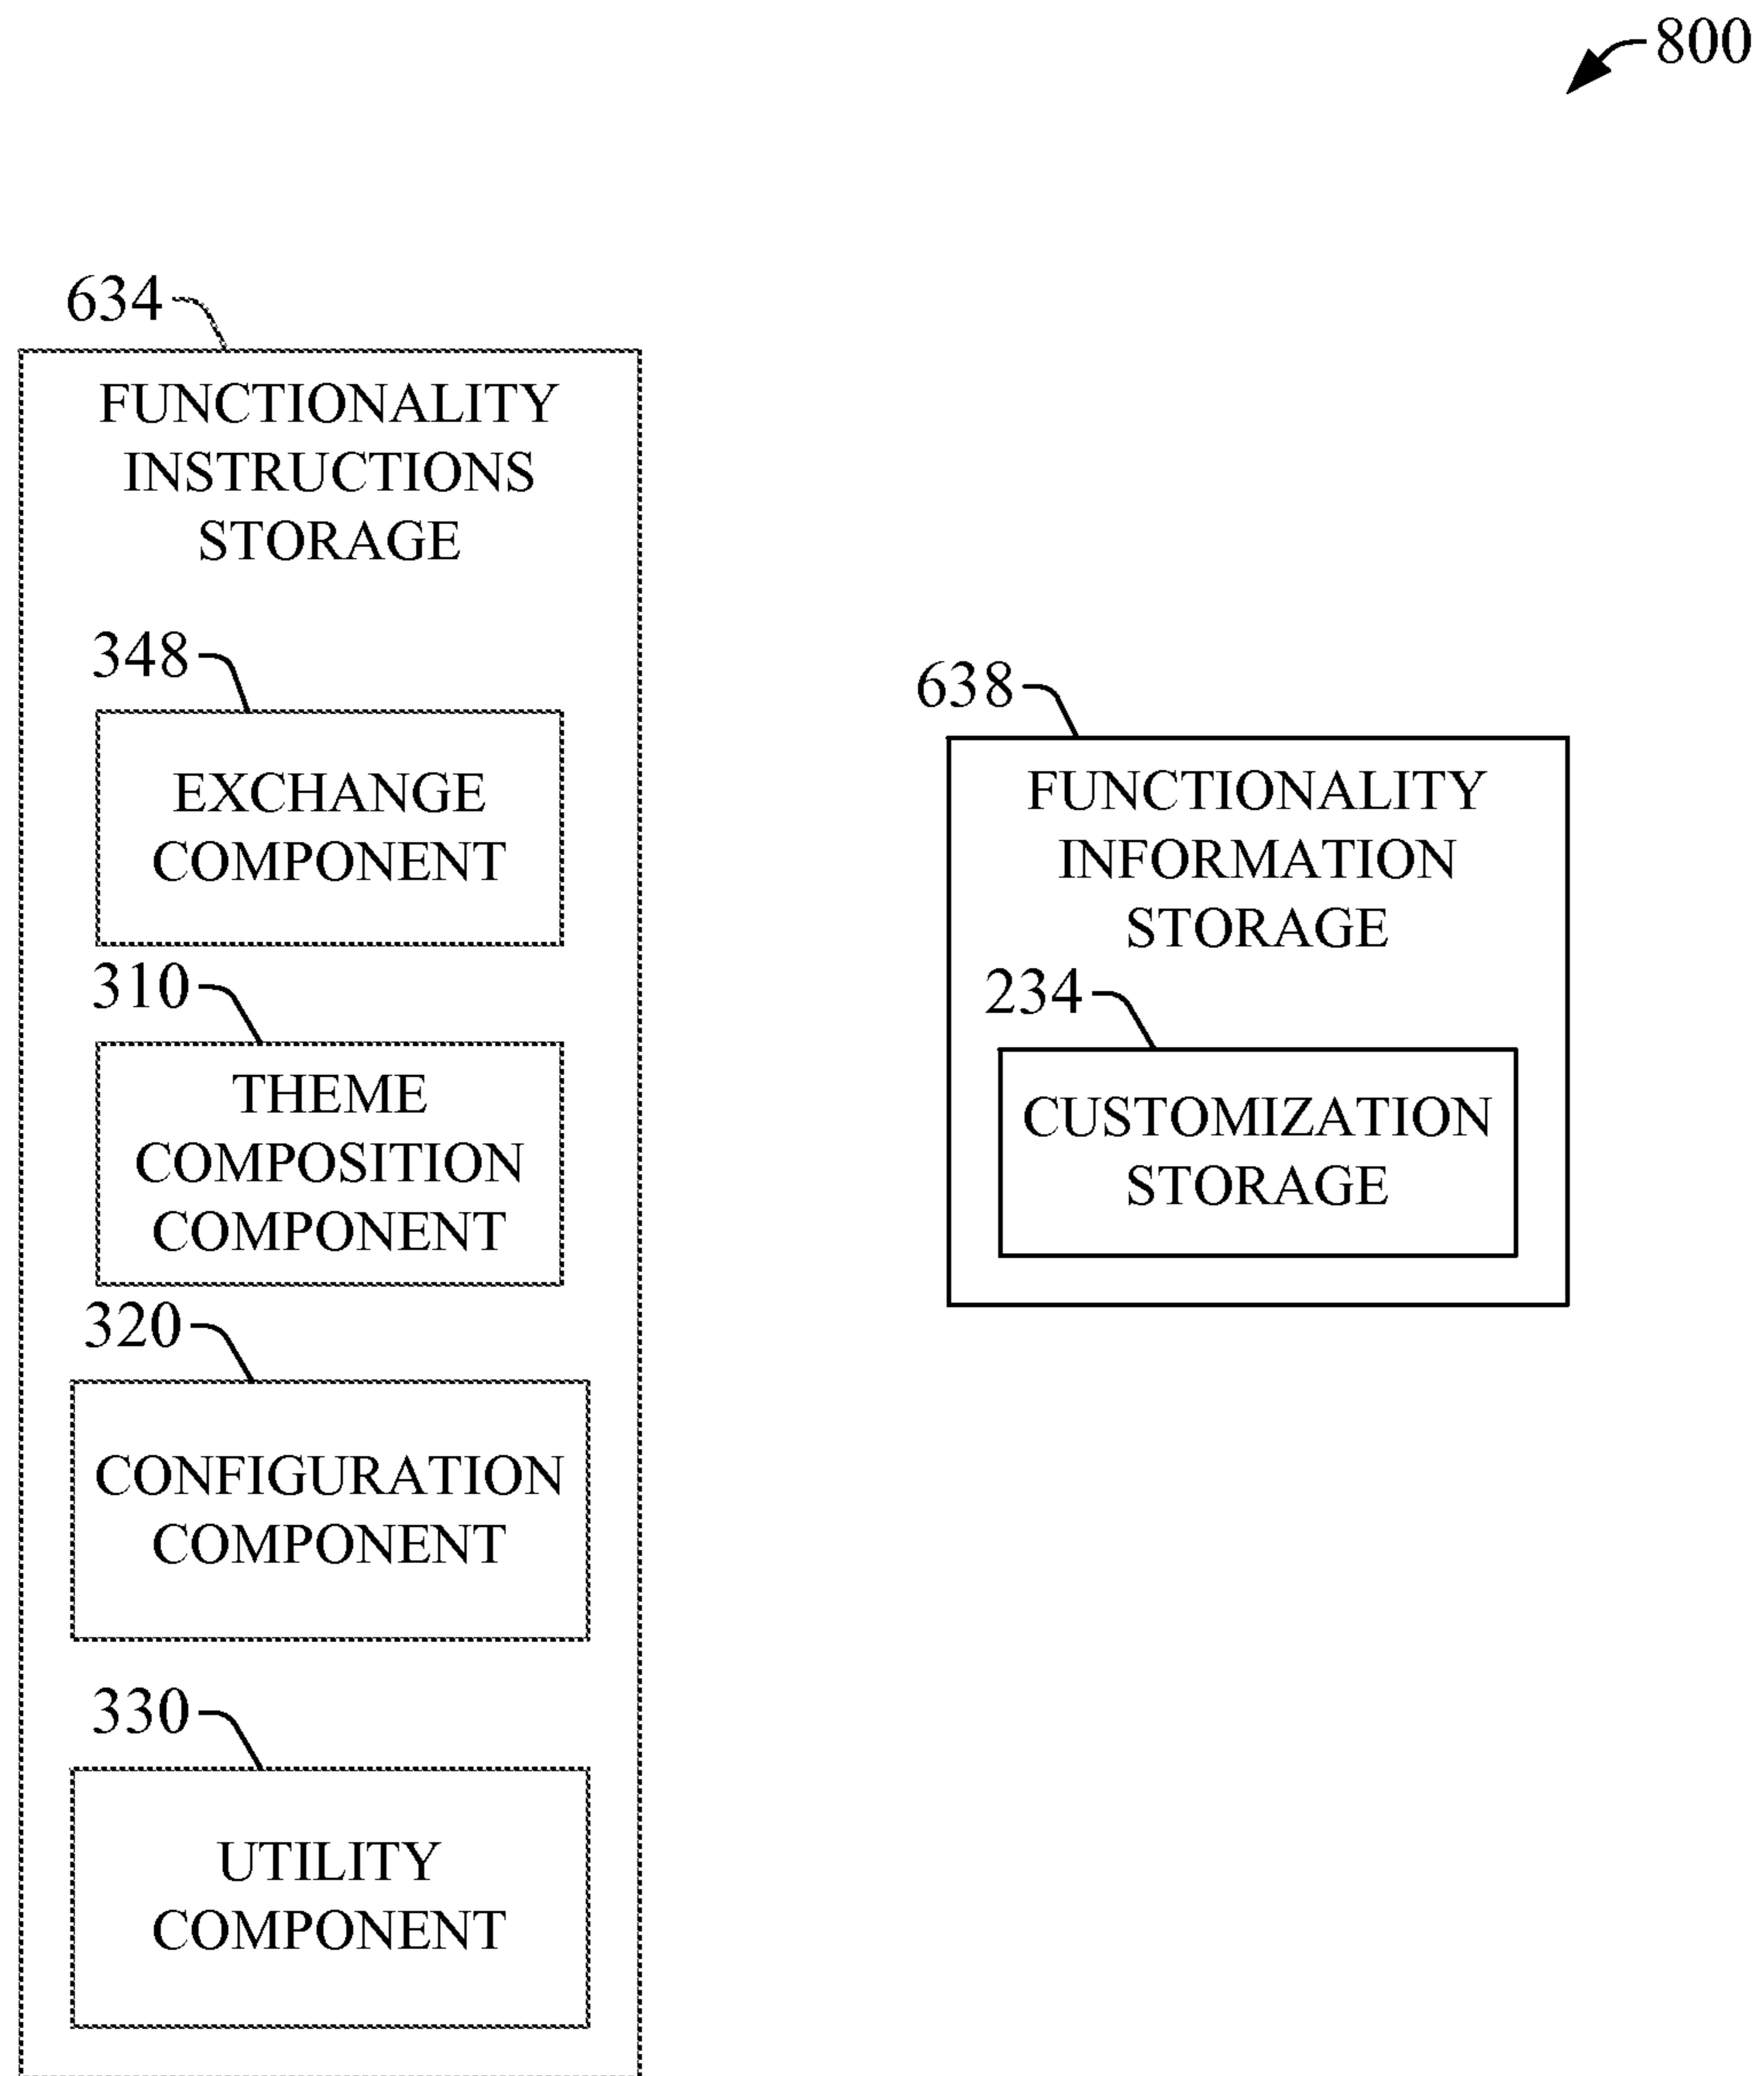 800
634
FUNCTIONALITY
INSTRUCTIONS
STORAGE
348
EXCHANGE
COMPONENT
310
THEME
COMPOSITION
COMPONENT
320
CONFIGURATION
COMPONENT
330
UTILITY
COMPONENT
638
FUNCTIONALITY
INFORMATION
STORAGE
234
CUSTOMIZATION
STORAGE